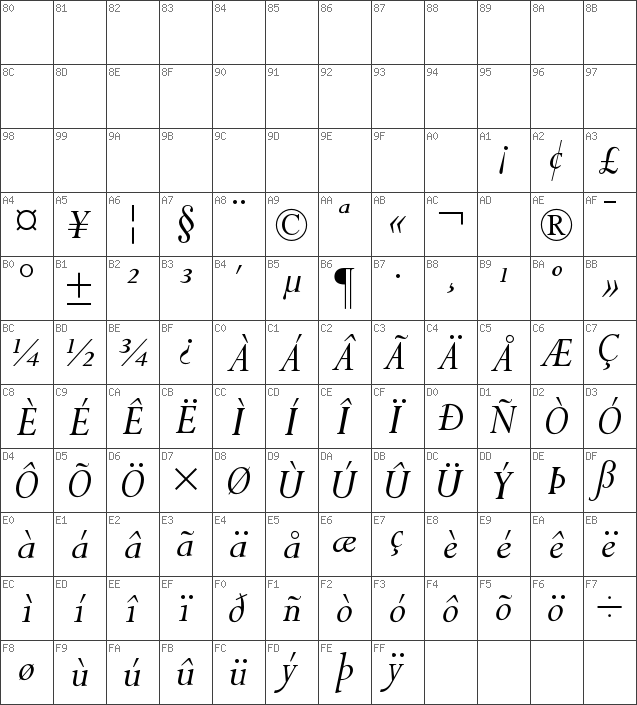 80 81 82 83 84 85 86 87 88 89 8A 8B
8C 8D 8E 8F 90 91 92 93 94 95 96 97
98 99 9A 9B 9C 9D 9E 9F A0 A1 A2 A3
¡ ¢ £
A4 A5 A6 A7 A8 A9 AA AB AC AD AE AF
¤ ¥ ¦ § ¨ © ª « ¬ ® ¯
B0 B1 B2 B3 B4 B5 B6 B7 B8 B9 BA BB
° ± ² ³ ´ µ ¶ · ¸ ¹ º »
BC BD BE BF C0 C1 C2 C3 C4 C5 C6 C7
¼ ½ ¾ ¿ À Á Â Ã Ä Å Æ Ç
C8 C9 CA CB CC CD CE CF D0 D1 D2 D3
È É Ê Ë Ì Í Î Ï Ð Ñ Ò Ó
D4 D5 D6 D7 D8 D9 DA DB DC DD DE DF
Ô Õ Ö × Ø Ù Ú Û Ü Ý Þ ß
E0 E1 E2 E3 E4 E5 E6 E7 E8 E9 EA EB
à á â ã ä å æ ç è é ê ë
EC ED EE EF F0 F1 F2 F3 F4 F5 F6 F7
ì í î ï ð ñ ò ó ô õ ö ÷
F8 F9 FA FB FC FD FE FF
ø ù ú û ü ý þ ÿ